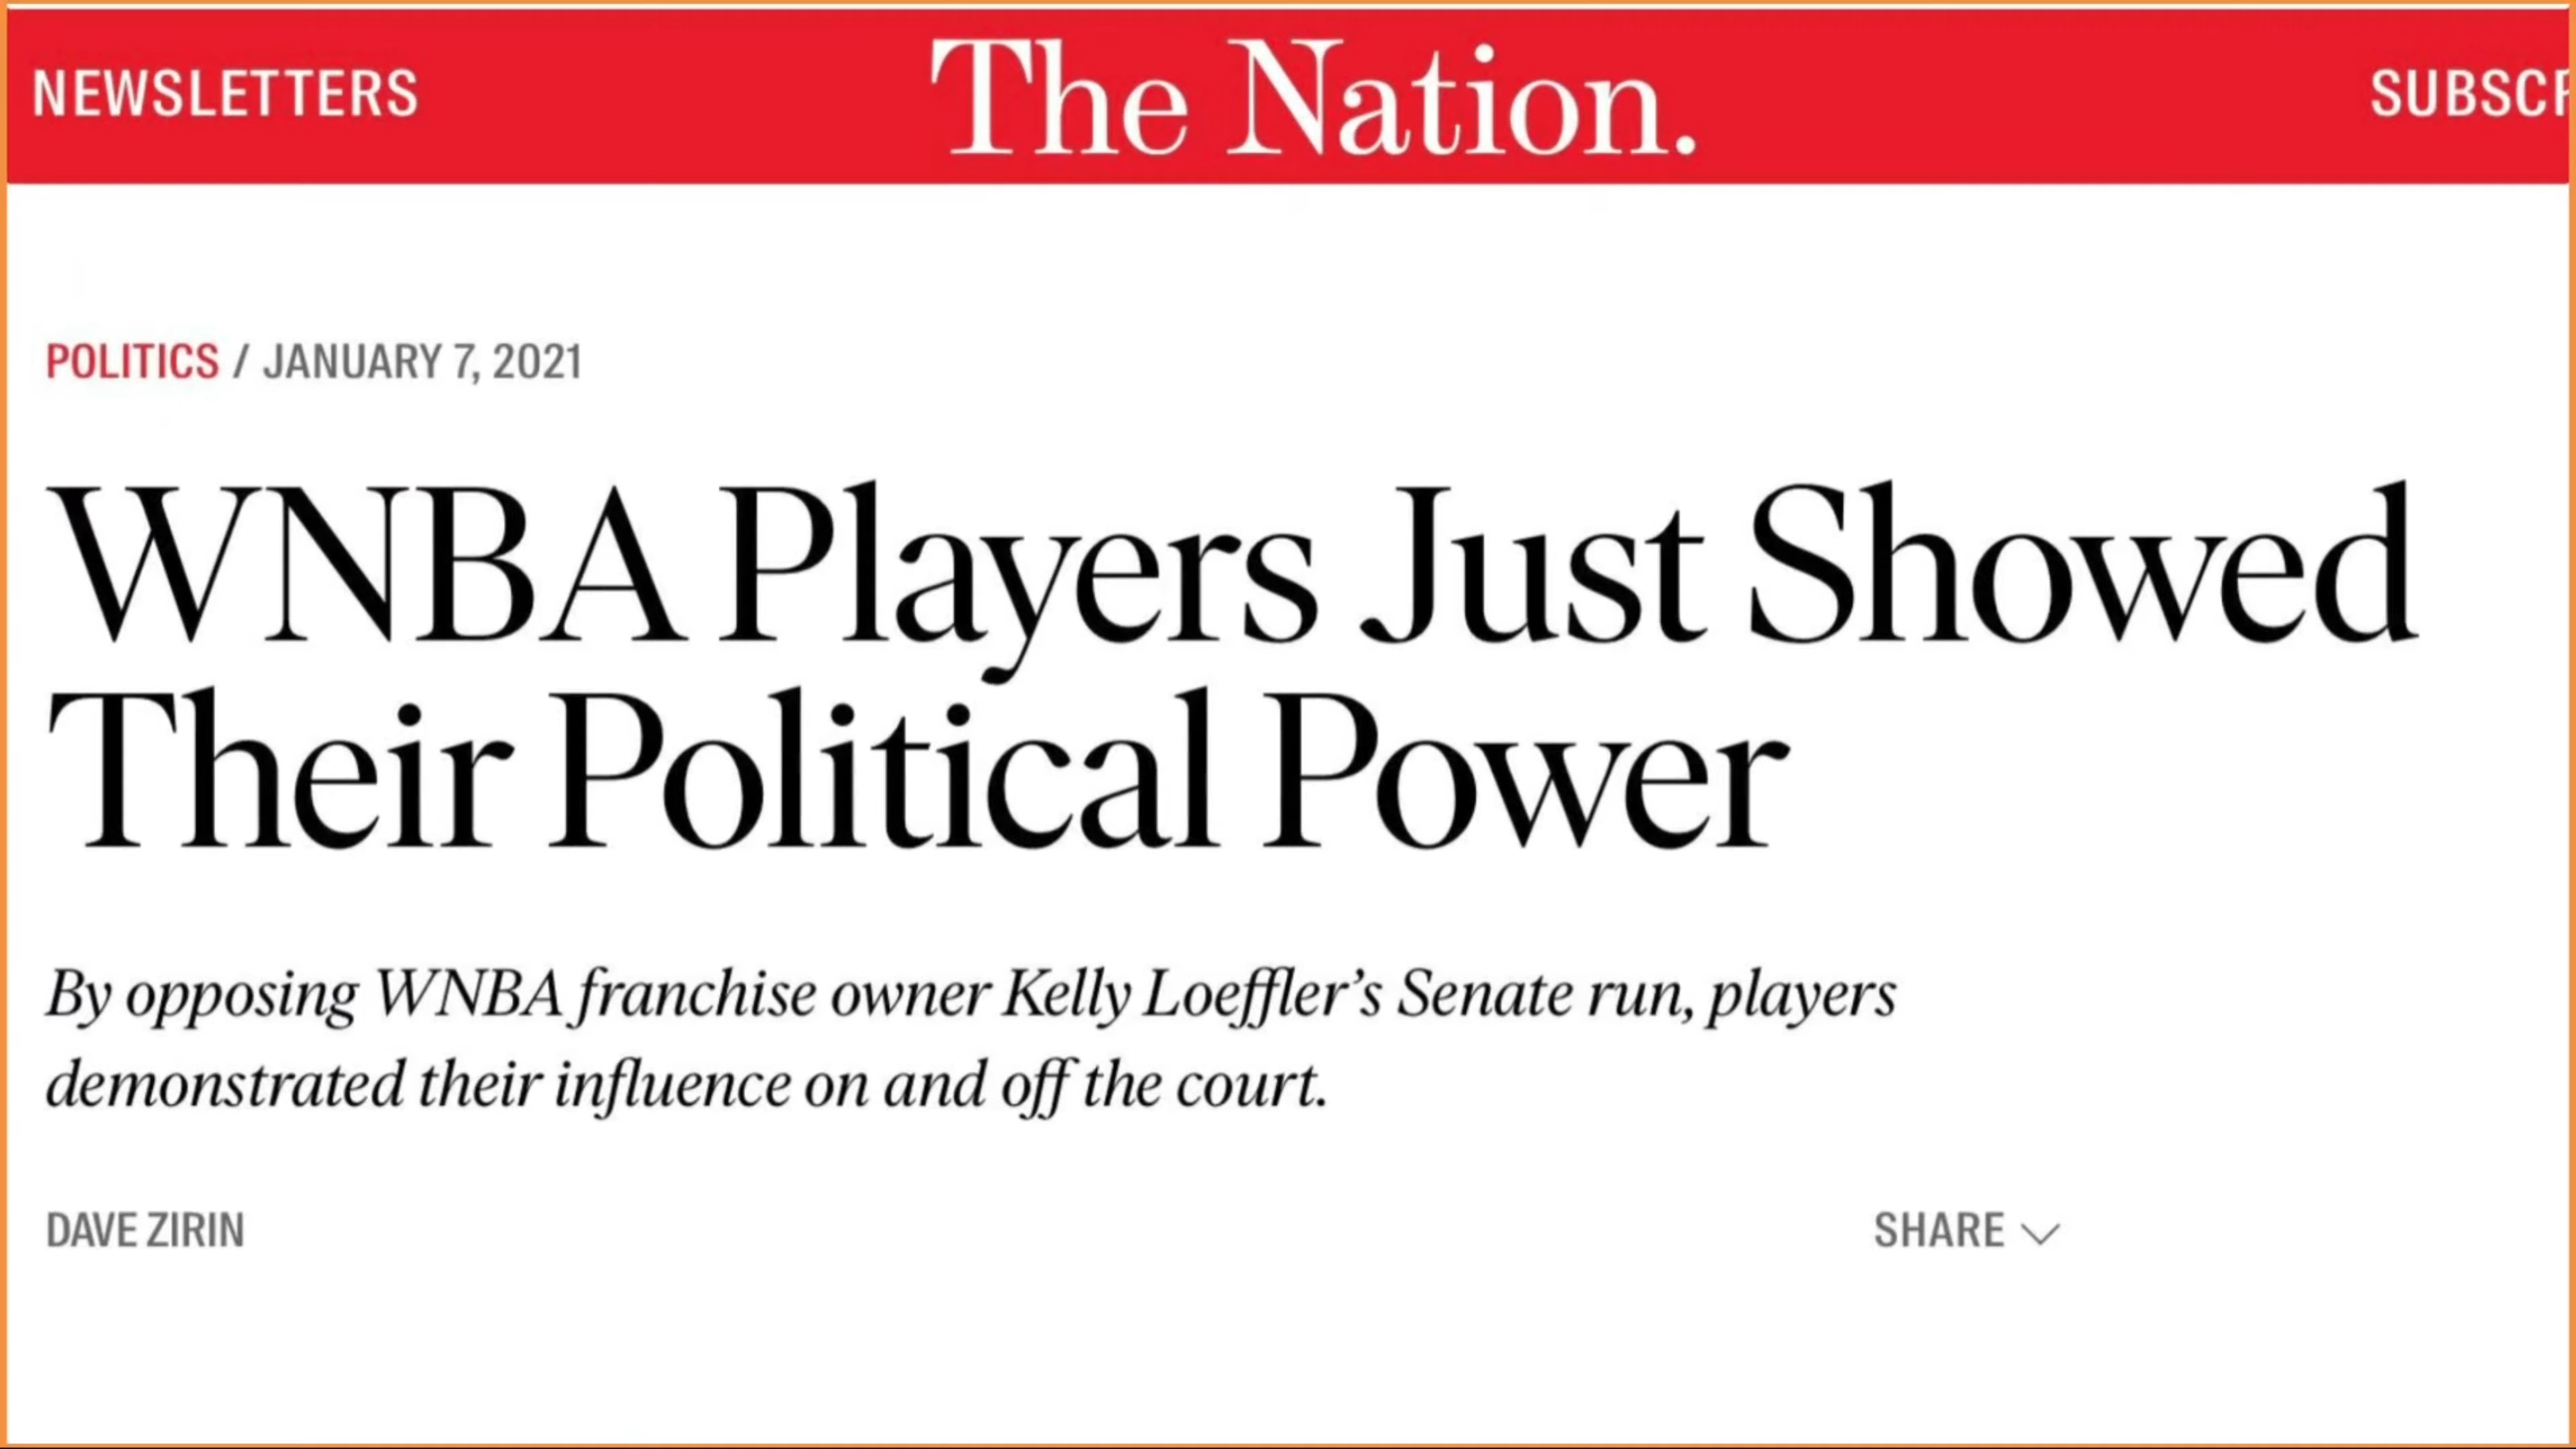 NEWSLETTERS
The Nation.
POLITICS / JANUARY 7, 2021
WNBA Players Just Showed
Their Political Power
By opposing WNBA franchise owner Kelly Loeffler's Senate run, players
demonstrated their influence on and off the court.
DAVE ZIRIN
SHARE